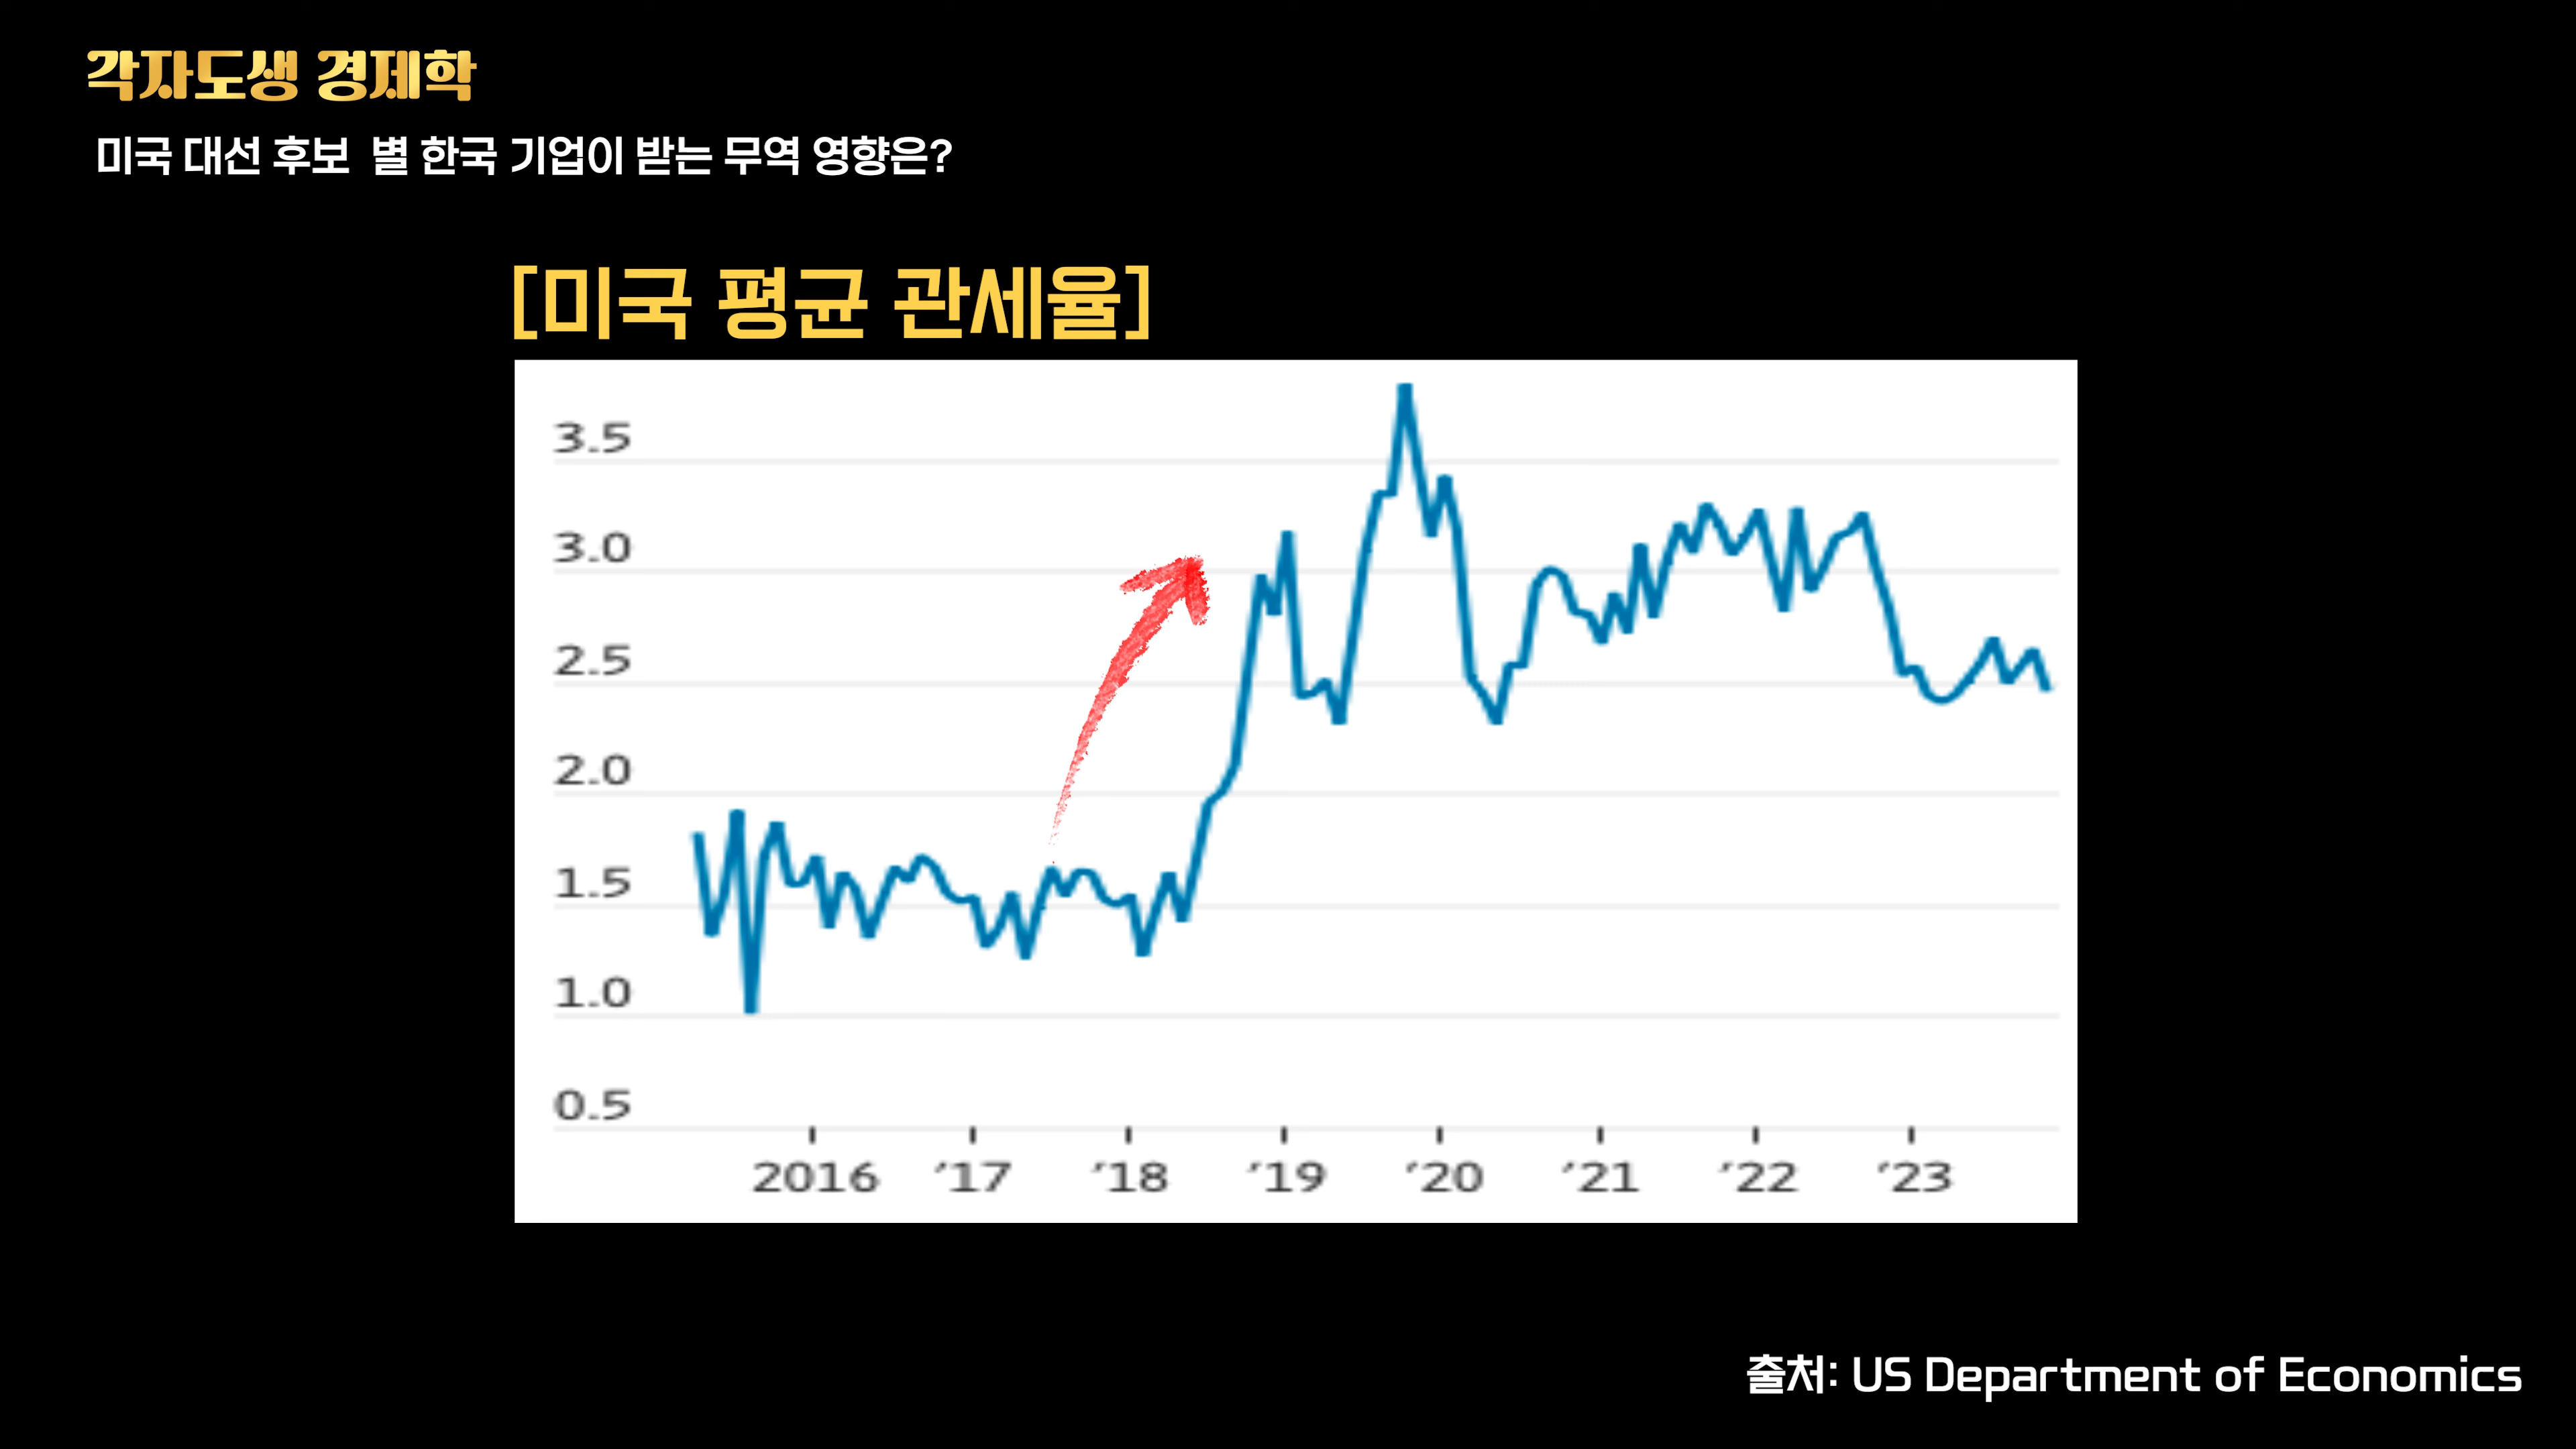 각자도생 경제학
미국 대선 후보 별 한국 기업이 받는 무역 영향은?
[미국 평균 관세율]
3.5
3.0
2.5
2.0
1.5
1.0
0.5
2016 ’17 ’18 ’19 ’20 ’21 ’22 ’23
출처: US Department of Economics